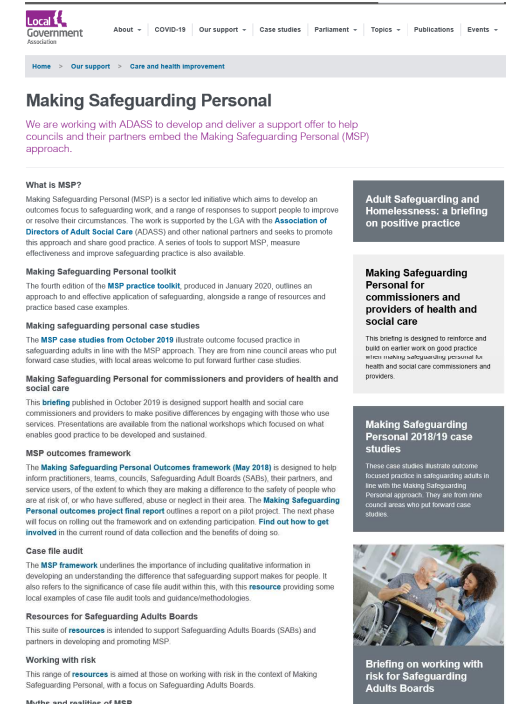 Local
Government
Association
About
COVID-19
Our support
Case studies
Parliament
Topics
Publications
Events
Home > Our support > Care and health improvement
Making Safeguarding Personal
We are working with ADASS to develop and deliver a support offer to help
councils and their partners embed the Making Safeguarding Personal (MSP)
approach.
What is MSP?
Making Safeguarding Personal (MSP) is a sector led initiative which aims to develop an
outcomes focus to safeguarding work, and a range of responses to support people to improve
or resolve their circumstances. The work is supported by the LGA with the Association of
Directors of Adult Social Care (ADASS) and other national partners and seeks to promote
this approach and share good practice. A series of tools to support MSP, measure
effectiveness and improve safeguarding practice is also available.
Making Safeguarding Personal toolkit
The fourth edition of the MSP practice toolkit, produced in January 2020, outlines an
approach to and effective application of safeguarding, alongside a range of resources and
practice based case examples.
Making safeguarding personal case studies
The MSP case studies from October 2019 illustrate outcome focused practice in
safeguarding adults in line with the MSP approach. They are from nine council areas who put
forward case studies, with local areas welcome to put forward further case studies.
Making Safeguarding Personal for commissioners and providers of health and
social care
This briefing published in October 2019 is designed support health and social care
commissioners and providers to make positive differences by engaging with those who use
services. Presentations are available from the national workshops which focused on what
enables good practice to be developed and sustained.
MSP outcomes framework
The Making Safeguarding Personal Outcomes framework (May 2018) is designed to help
inform practitioners, teams, councils, Safeguarding Adult Boards (SABs), their partners, and
service users, of the extent to which they are making a difference to the safety of people who
are at risk of, or who have suffered, abuse or neglect in their area. The Making Safeguarding
Personal outcomes project final report outlines a report on a pilot project. The next phase
will focus on rolling out the framework and on extending participation. Find out how to get
involved in the current round of data collection and the benefits of doing so.
Case file audit
The MSP framework underlines the importance of including qualitative information in
developing an understanding the difference that safeguarding support makes for people. It
also refers to the significance of case file audit within this, with this resource providing some
local examples of case file audit tools and guidance/methodologies.
Resources for Safeguarding Adults Boards
This suite of resources is intended to support Safeguarding Adults Boards (SABs) and
partners in developing and promoting MSP.
Working with risk
This range of resources is aimed at those on working with risk in the context of Making
Safeguarding Personal, with a focus on Safeguarding Adults Boards.
Myths and realities of MSP
Adult Safeguarding and
Homelessness: a briefing
on positive practice
Making Safeguarding
Personal for
commissioners and
providers of health and
social care
This briefing is designed to reinforce and
build on earlier work on good practice
when making safeguarding personal for
health and social care commissioners and
providers.
Making Safeguarding
Personal 2018/19 case
studies
These case studies illustrate outcome
focused practice in safeguarding adults in
line with the Making Safeguarding
Personal approach. They are from nine
council areas who put forward case
studies.
Briefing on working with
risk for Safeguarding
Adults Boards